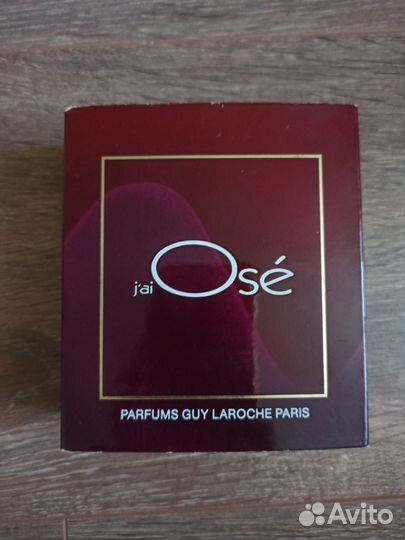 j'ai Osé
PARFUMS GUY LAROCHE PARIS
Avito